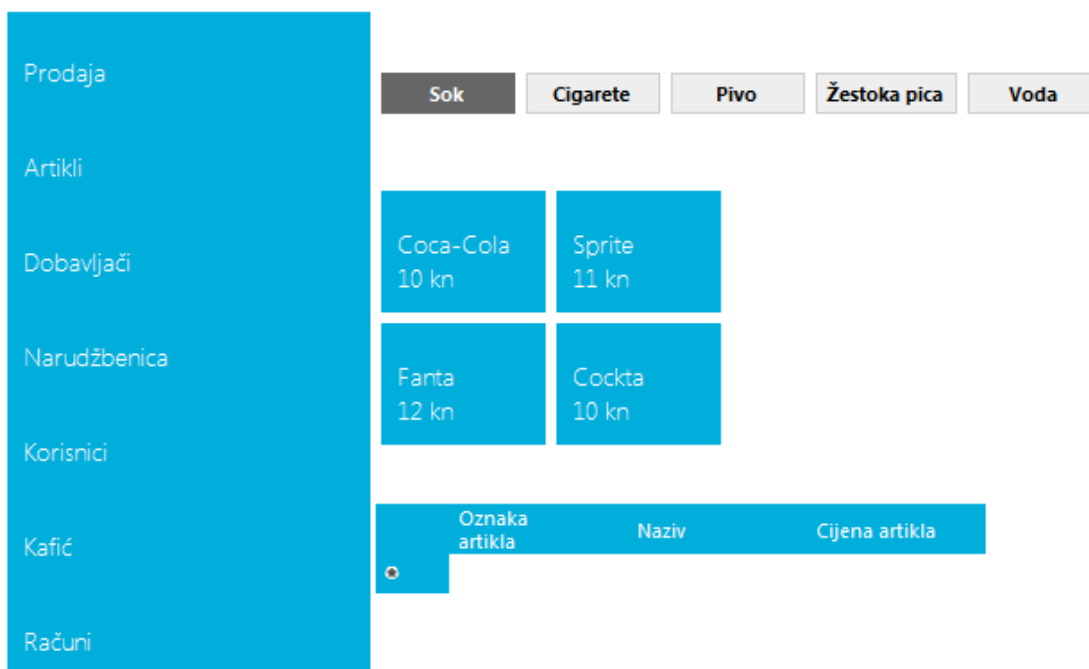 Prodaja
Artikli
Dobavljači
Narudžbenica
Korisnici
Kafić
Računi
Sok
Cigarete
Pivo
Žestoka pica
Voda
Coca-Cola
10 kn
Sprite
11 kn
Fanta
12 kn
Cockta
10 kn
Oznaka
artikla
Naziv
Cijena artikla